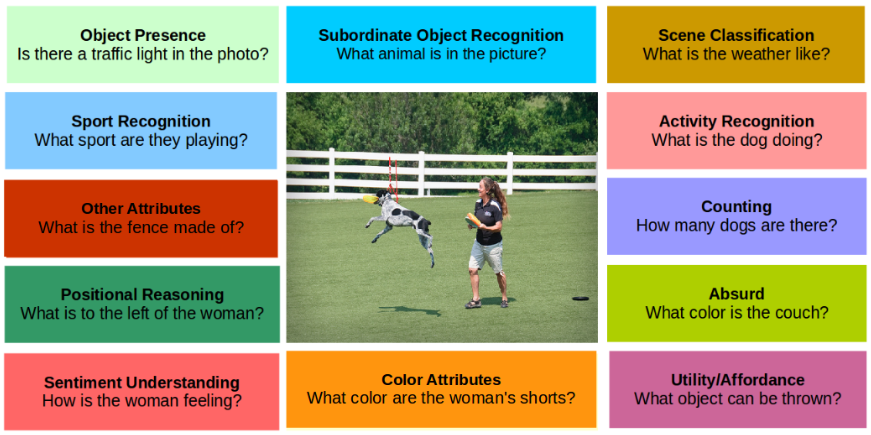 Object Presence
Is there a traffic light in the photo?
Subordinate Object Recognition
What animal is in the picture?
Scene Classification
What is the weather like?
Sport Recognition
What sport are they playing?
Activity Recognition
What is the dog doing?
Other Attributes
What is the fence made of?
Counting
How many dogs are there?
Positional Reasoning
What is to the left of the woman?
Absurd
What color is the couch?
Sentiment Understanding
How is the woman feeling?
Color Attributes
What color are the woman's shorts?
Utility/Affordance
What object can be thrown?